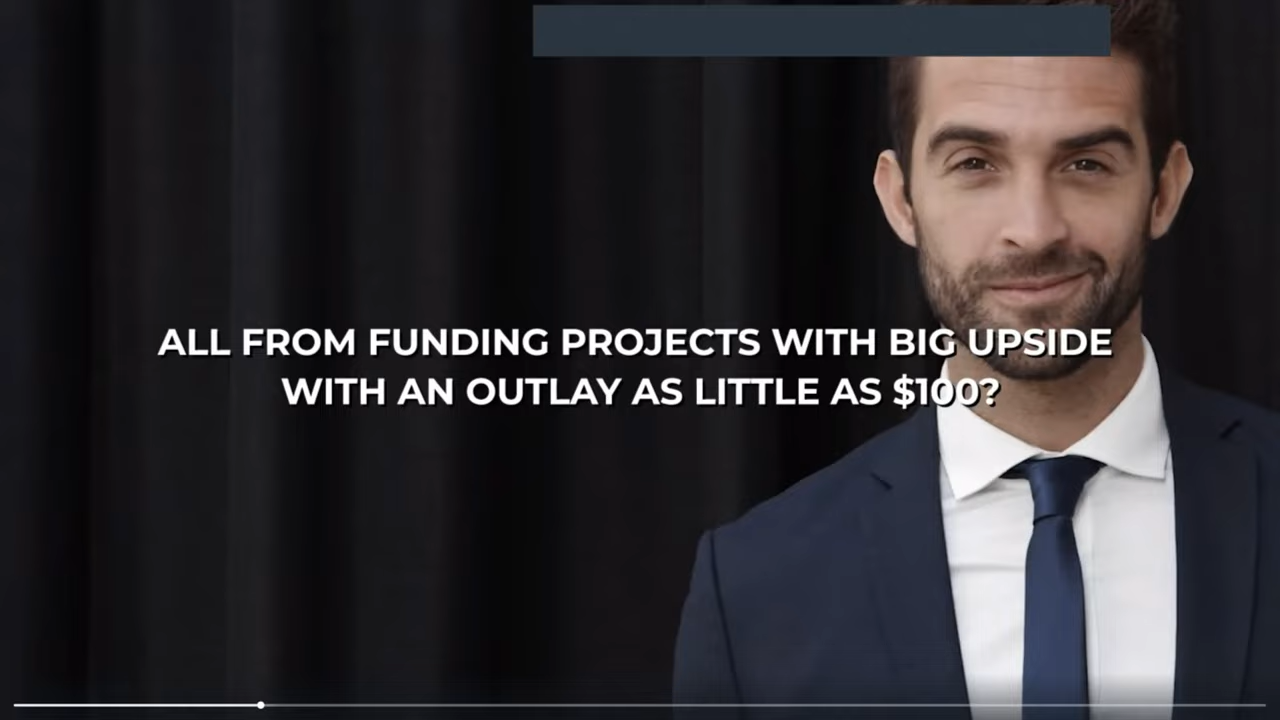 ALL FROM FUNDING PROJECTS WITH BIG UPSIDE
WITH AN OUTLAY AS LITTLE AS $100?